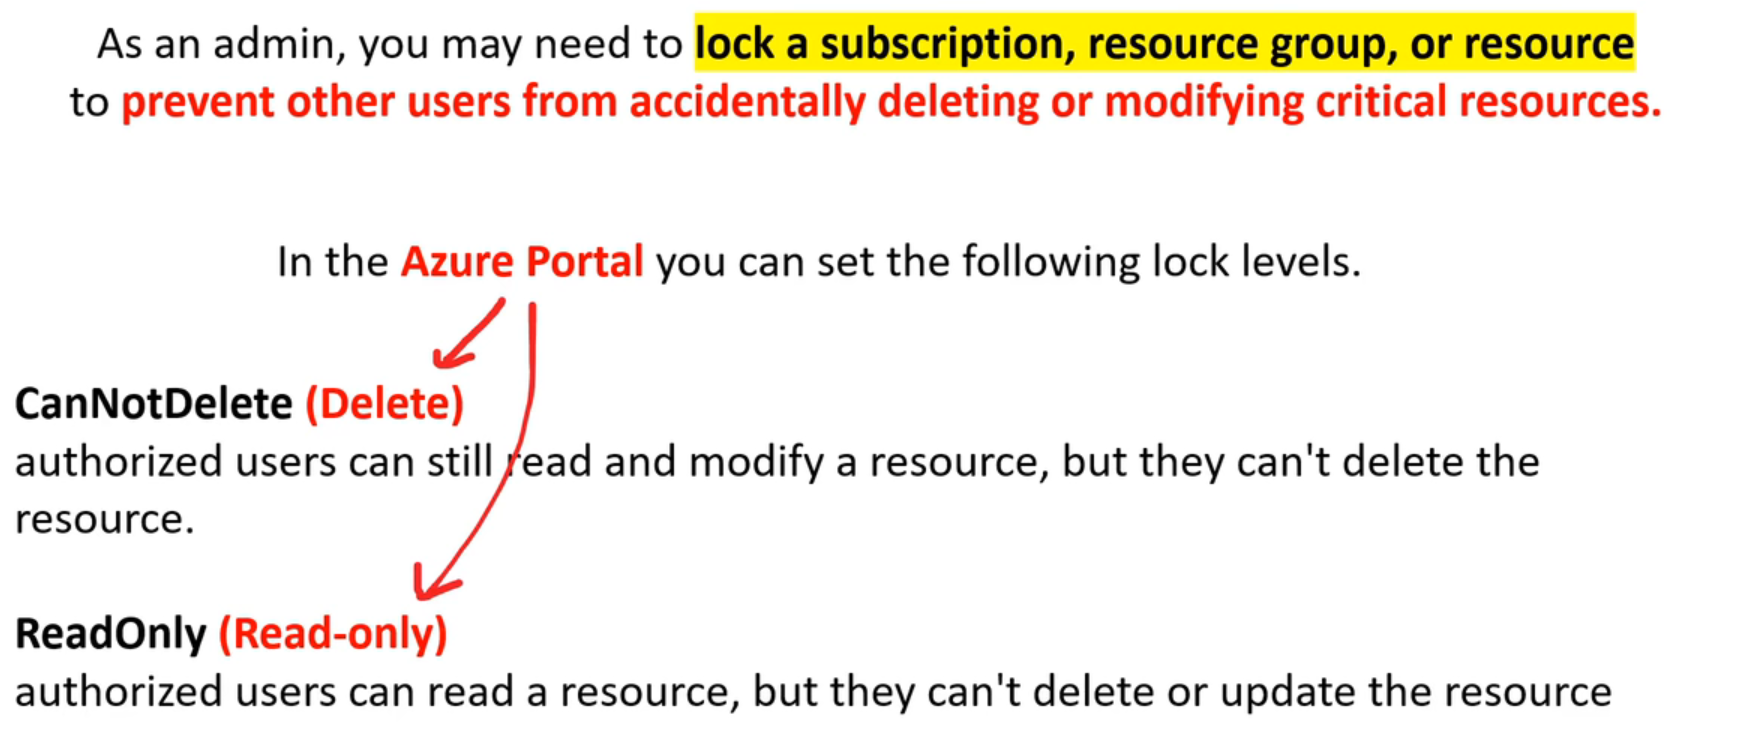 As an admin, you may need to lock a subscription, resource group, or resource
to prevent other users from accidentally deleting or modifying critical resources.
In the Azure Portal you can set the following lock levels.
CanNotDelete (Delete)
authorized users can still read and modify a resource, but they can't delete the
resource.
ReadOnly (Read-only)
authorized users can read a resource, but they can't delete or update the resource